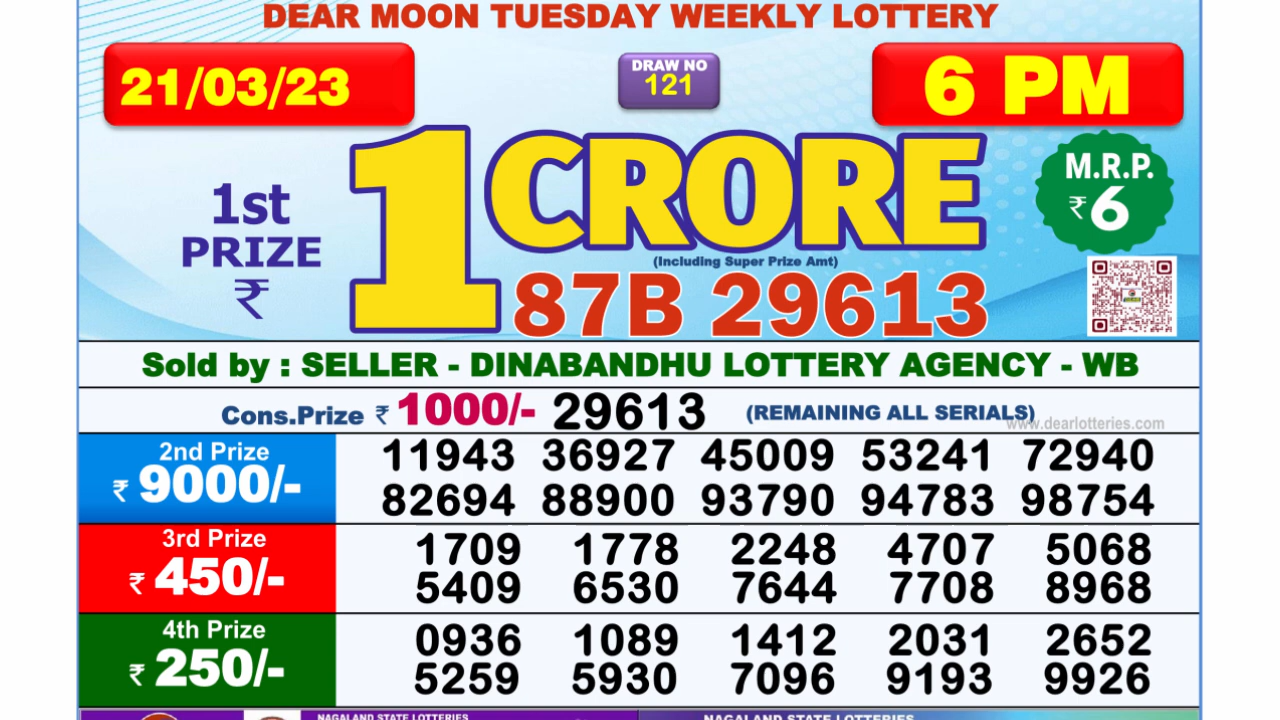 DEAR MOON TUESDAY WEEKLY LOTTERY
21/03/23
DRAW NO
121
6 PM
1st
PRIZE
₹
1 CRORE
(Including Super Prize Amt)
87B 29613
M.R.P.
₹6
Sold by : SELLER - DINABANDHU LOTTERY AGENCY - WB
Cons.Prize ₹ 1000/- 29613 (REMAINING ALL SERIALS)
www.dearlotteries.com
2nd Prize
₹ 9000/-
11943 36927 45009 53241 72940
82694 88900 93790 94783 98754
3rd Prize
₹ 450/-
1709 1778 2248 4707 5068
5409 6530 7644 7708 8968
4th Prize
₹ 250/-
0936 1089 1412 2031 2652
5259 5930 7096 9193 9926
NAGALAND STATE LOTTERIES
NAGALAND STATE LOTTERIES